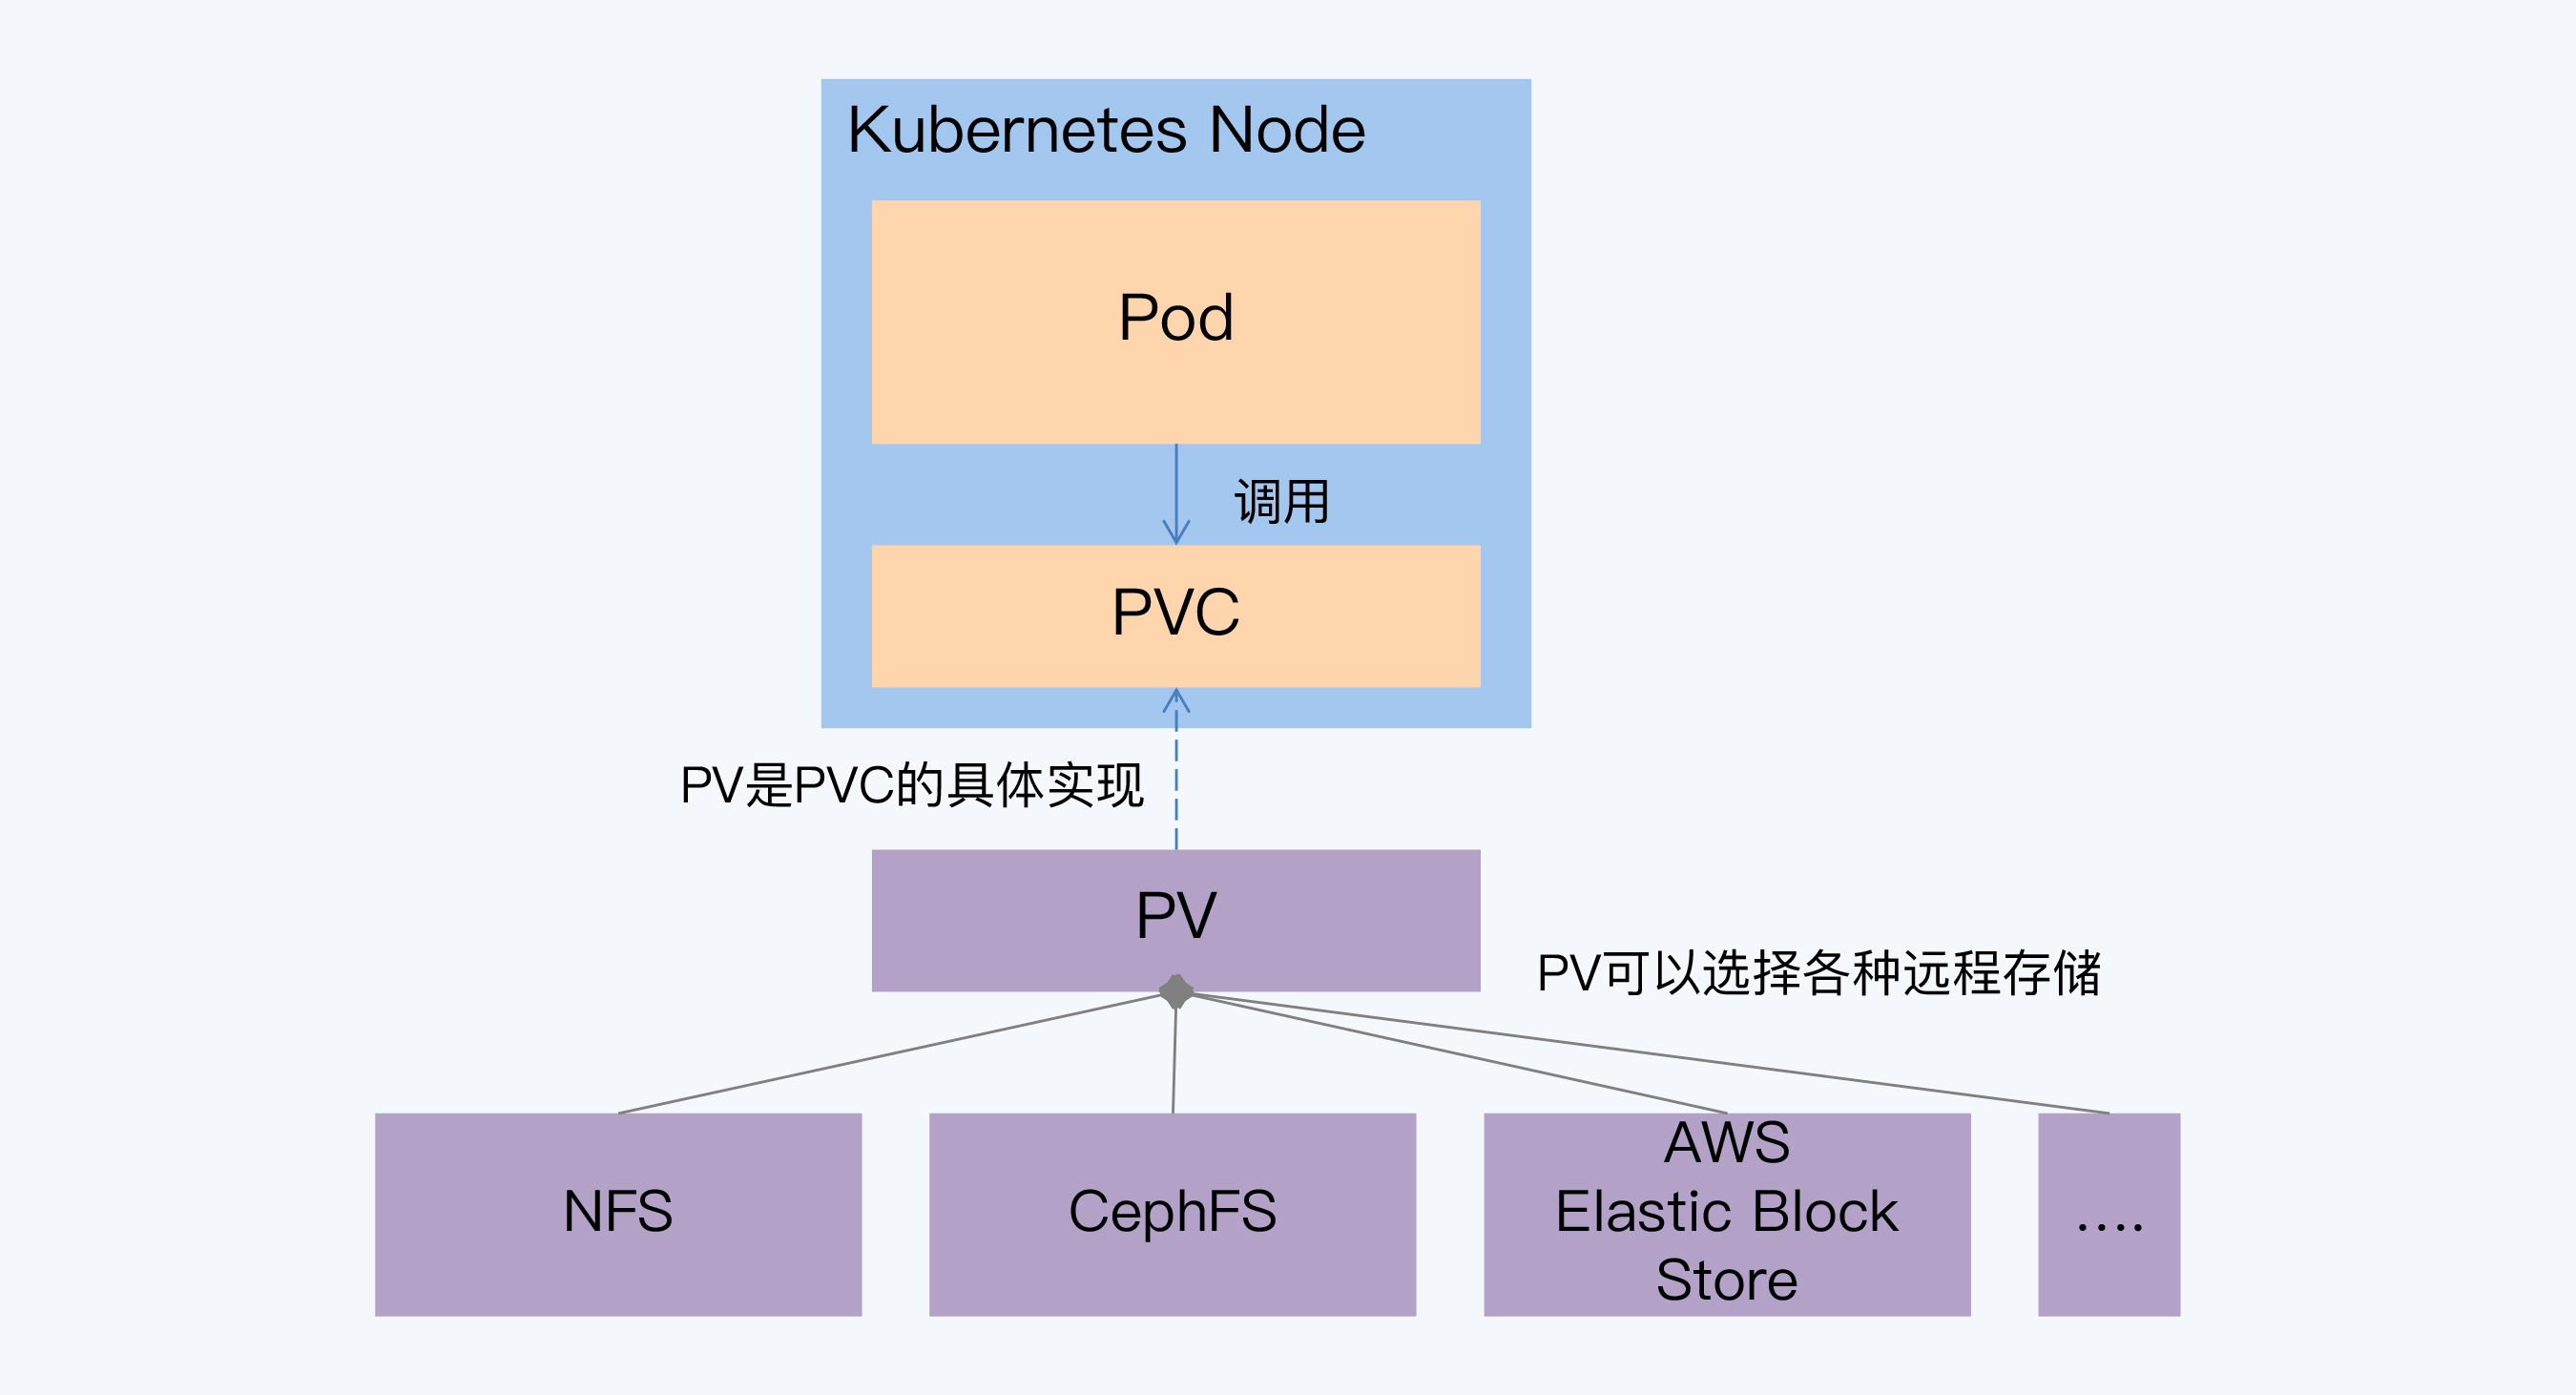 Kubernetes Node
Pod
调用
PVC
PV是PVC的具体实现
PV
PV可以选择各种远程存储
NFS
CephFS
AWS
Elastic Block
Store
....